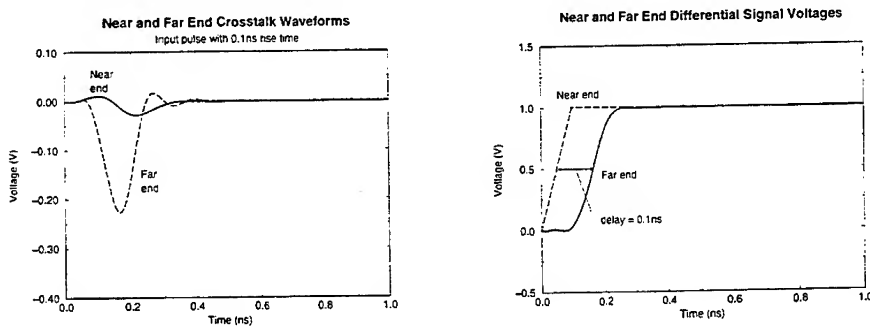 Near and Far End Crosstalk Waveforms
Input pulse with 0.1ns rise time
0.10
0.00
−0.10
−0.20
−0.30
−0.40
Voltage (V)
Near
end
Far
end
0.0
0.2
0.4
0.6
0.8
1.0
Time (ns)
Near and Far End Differential Signal Voltages
1.5
1.0
0.5
0.0
−0.5
Voltage (V)
Near end
Far end
delay = 0.1ns
0.0
0.2
0.4
0.6
0.8
1.0
Time (ns)